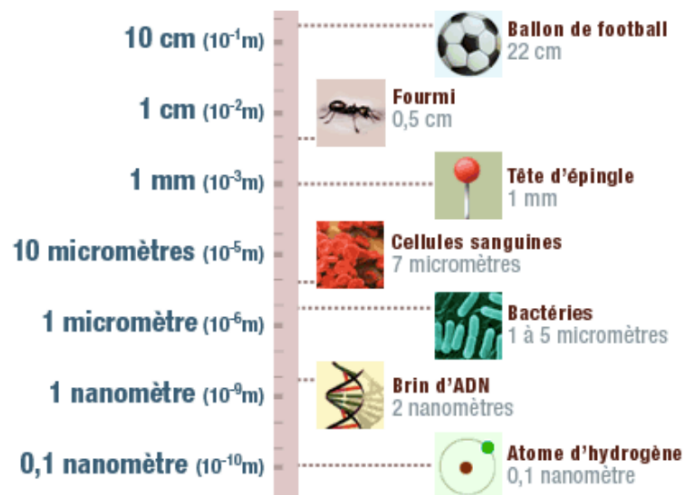 10 cm (10⁻¹m)
Ballon de football
22 cm
1 cm (10⁻²m)
Fourmi
0,5 cm
1 mm (10⁻³m)
Tête d'épingle
1 mm
10 micromètres (10⁻⁵m)
Cellules sanguines
7 micromètres
1 micromètre (10⁻⁶m)
Bactéries
1 à 5 micromètres
1 nanomètre (10⁻⁹m)
Brin d'ADN
2 nanomètres
0,1 nanomètre (10⁻¹⁰m)
Atome d'hydrogène
0,1 nanomètre